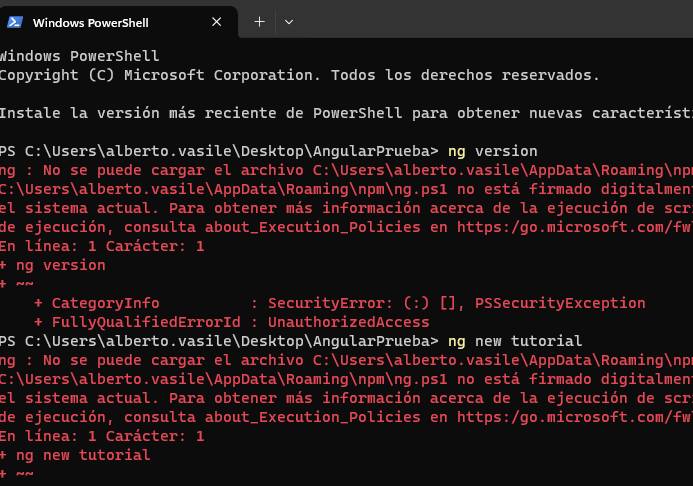 Windows PowerShell
Windows PowerShell
Copyright (C) Microsoft Corporation. Todos los derechos reservados.
Instale la versión más reciente de PowerShell para obtener nuevas característi
PS C:\Users\alberto.vasile\Desktop\AngularPrueba> ng version
ng : No se puede cargar el archivo C:\Users\alberto.vasile\AppData\Roaming\npm
C:\Users\alberto.vasile\AppData\Roaming\npm\ng.ps1 no está firmado digitalmen
el sistema actual. Para obtener más información acerca de la ejecución de scri
de ejecución, consulta about_Execution_Policies en https:/go.microsoft.com/fwl
En línea: 1 Carácter: 1
+ ng version
+ ~~
+ CategoryInfo : SecurityError: (:) [], PSSecurityException
+ FullyQualifiedErrorId : UnauthorizedAccess
PS C:\Users\alberto.vasile\Desktop\AngularPrueba> ng new tutorial
ng : No se puede cargar el archivo C:\Users\alberto.vasile\AppData\Roaming\npm
C:\Users\alberto.vasile\AppData\Roaming\npm\ng.ps1 no está firmado digitalmen
el sistema actual. Para obtener más información acerca de la ejecución de scri
de ejecución, consulta about_Execution_Policies en https:/go.microsoft.com/fwl
En línea: 1 Carácter: 1
+ ng new tutorial
+ ~~